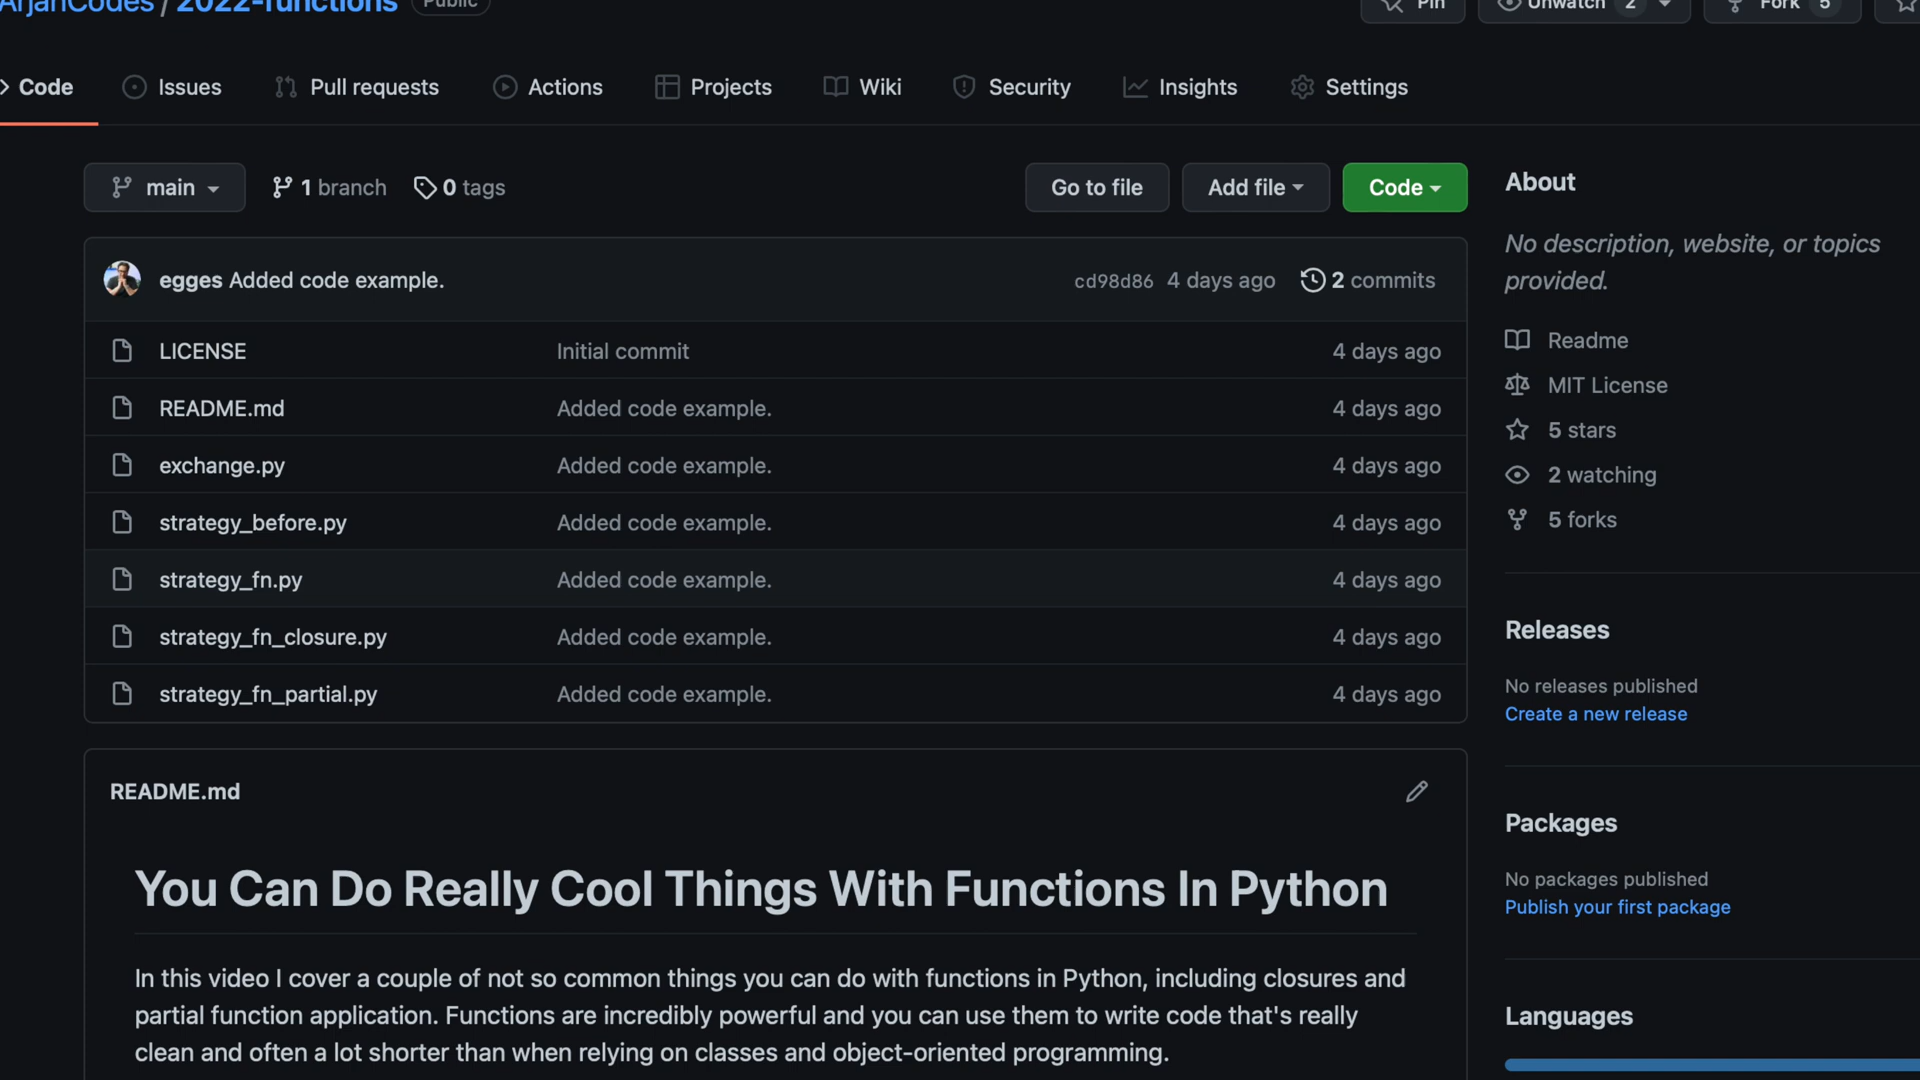 ArjanCodes / 2022-functions Public Pin Unwatch 2 Fork 5
Code Issues Pull requests Actions Projects Wiki Security Insights Settings
main 1 branch 0 tags Go to file Add file Code
egges Added code example. cd98d86 4 days ago 2 commits
LICENSE Initial commit 4 days ago
README.md Added code example. 4 days ago
exchange.py Added code example. 4 days ago
strategy_before.py Added code example. 4 days ago
strategy_fn.py Added code example. 4 days ago
strategy_fn_closure.py Added code example. 4 days ago
strategy_fn_partial.py Added code example. 4 days ago
README.md
You Can Do Really Cool Things With Functions In Python
In this video I cover a couple of not so common things you can do with functions in Python, including closures and
partial function application. Functions are incredibly powerful and you can use them to write code that's really
clean and often a lot shorter than when relying on classes and object-oriented programming.
About
No description, website, or topics
provided.
Readme
MIT License
5 stars
2 watching
5 forks
Releases
No releases published
Create a new release
Packages
No packages published
Publish your first package
Languages